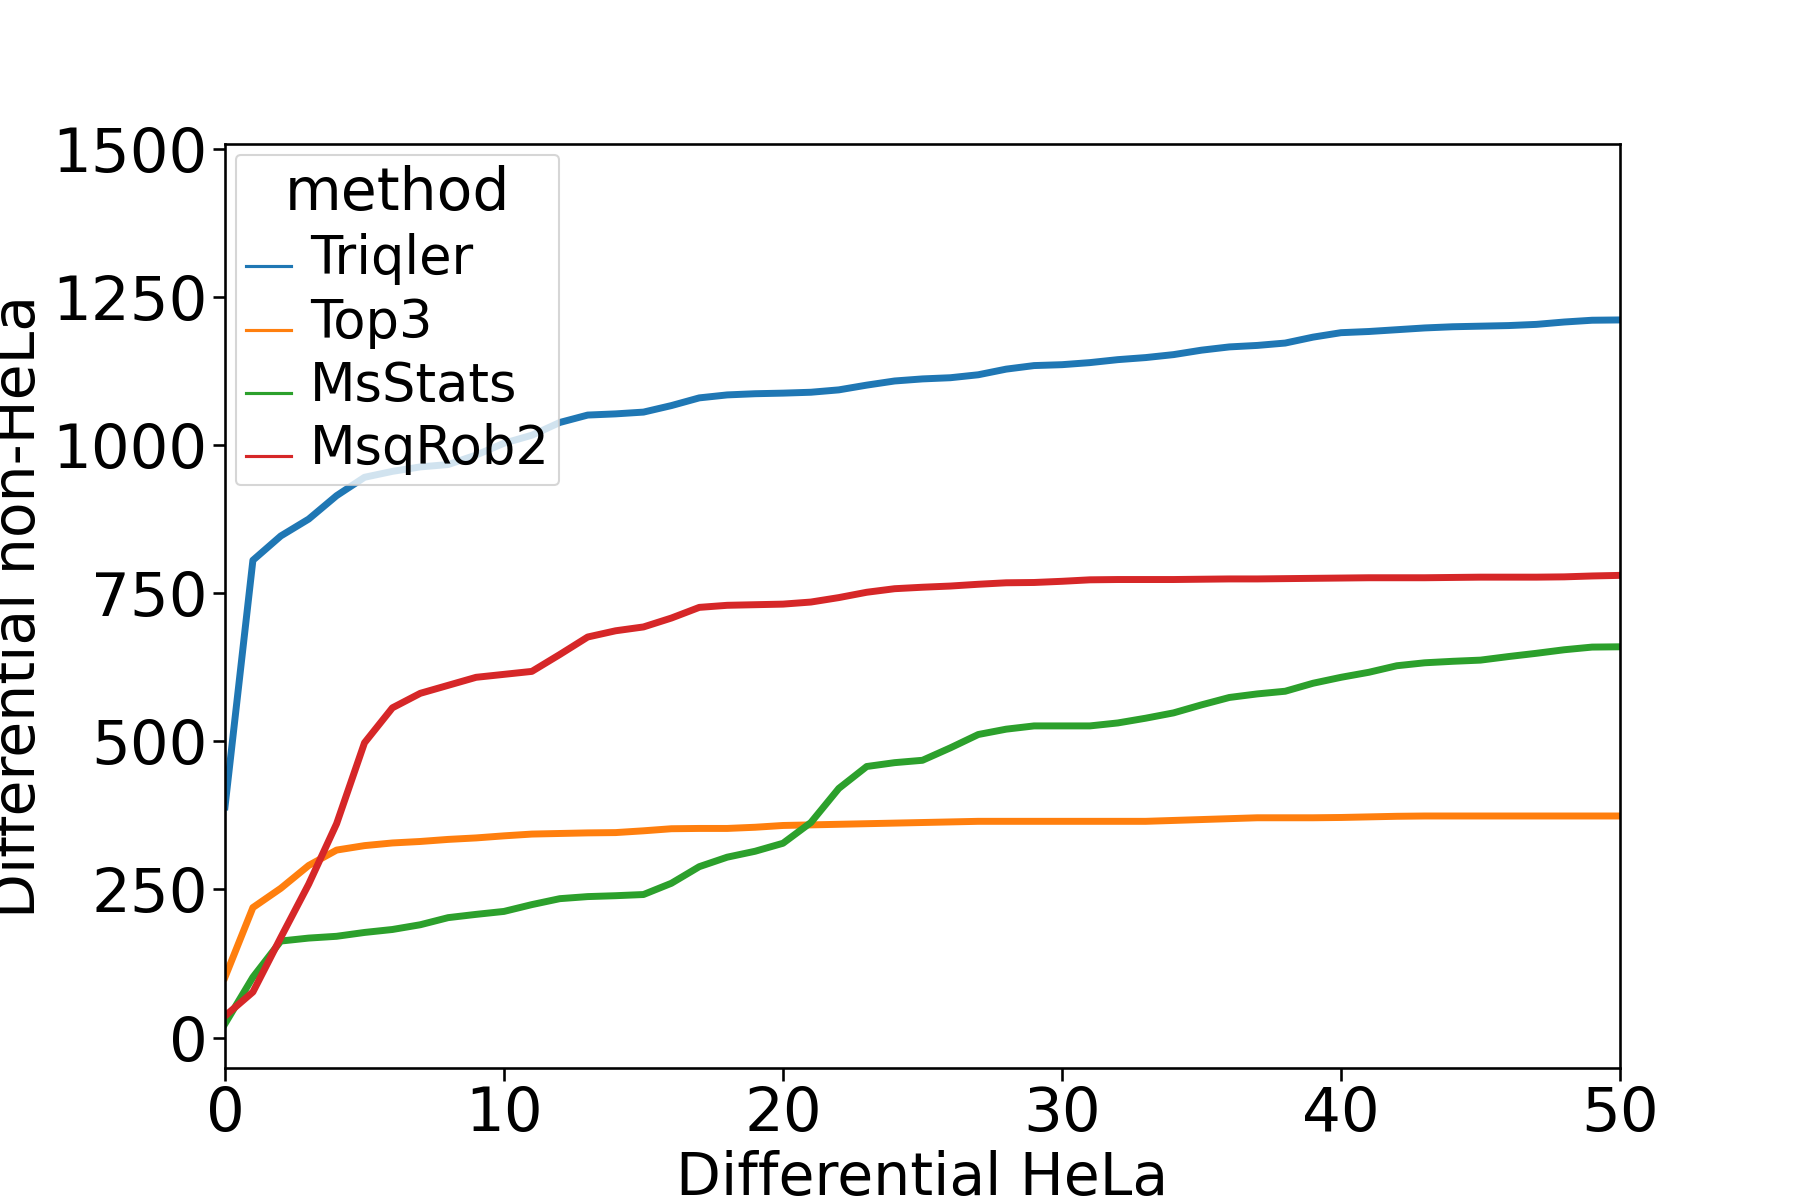 1500
1250
1000
750
500
250
0
Differential non-HeLa
method
Triqler
Top3
MsStats
MsqRob2
0 10 20 30 40 50
Differential HeLa